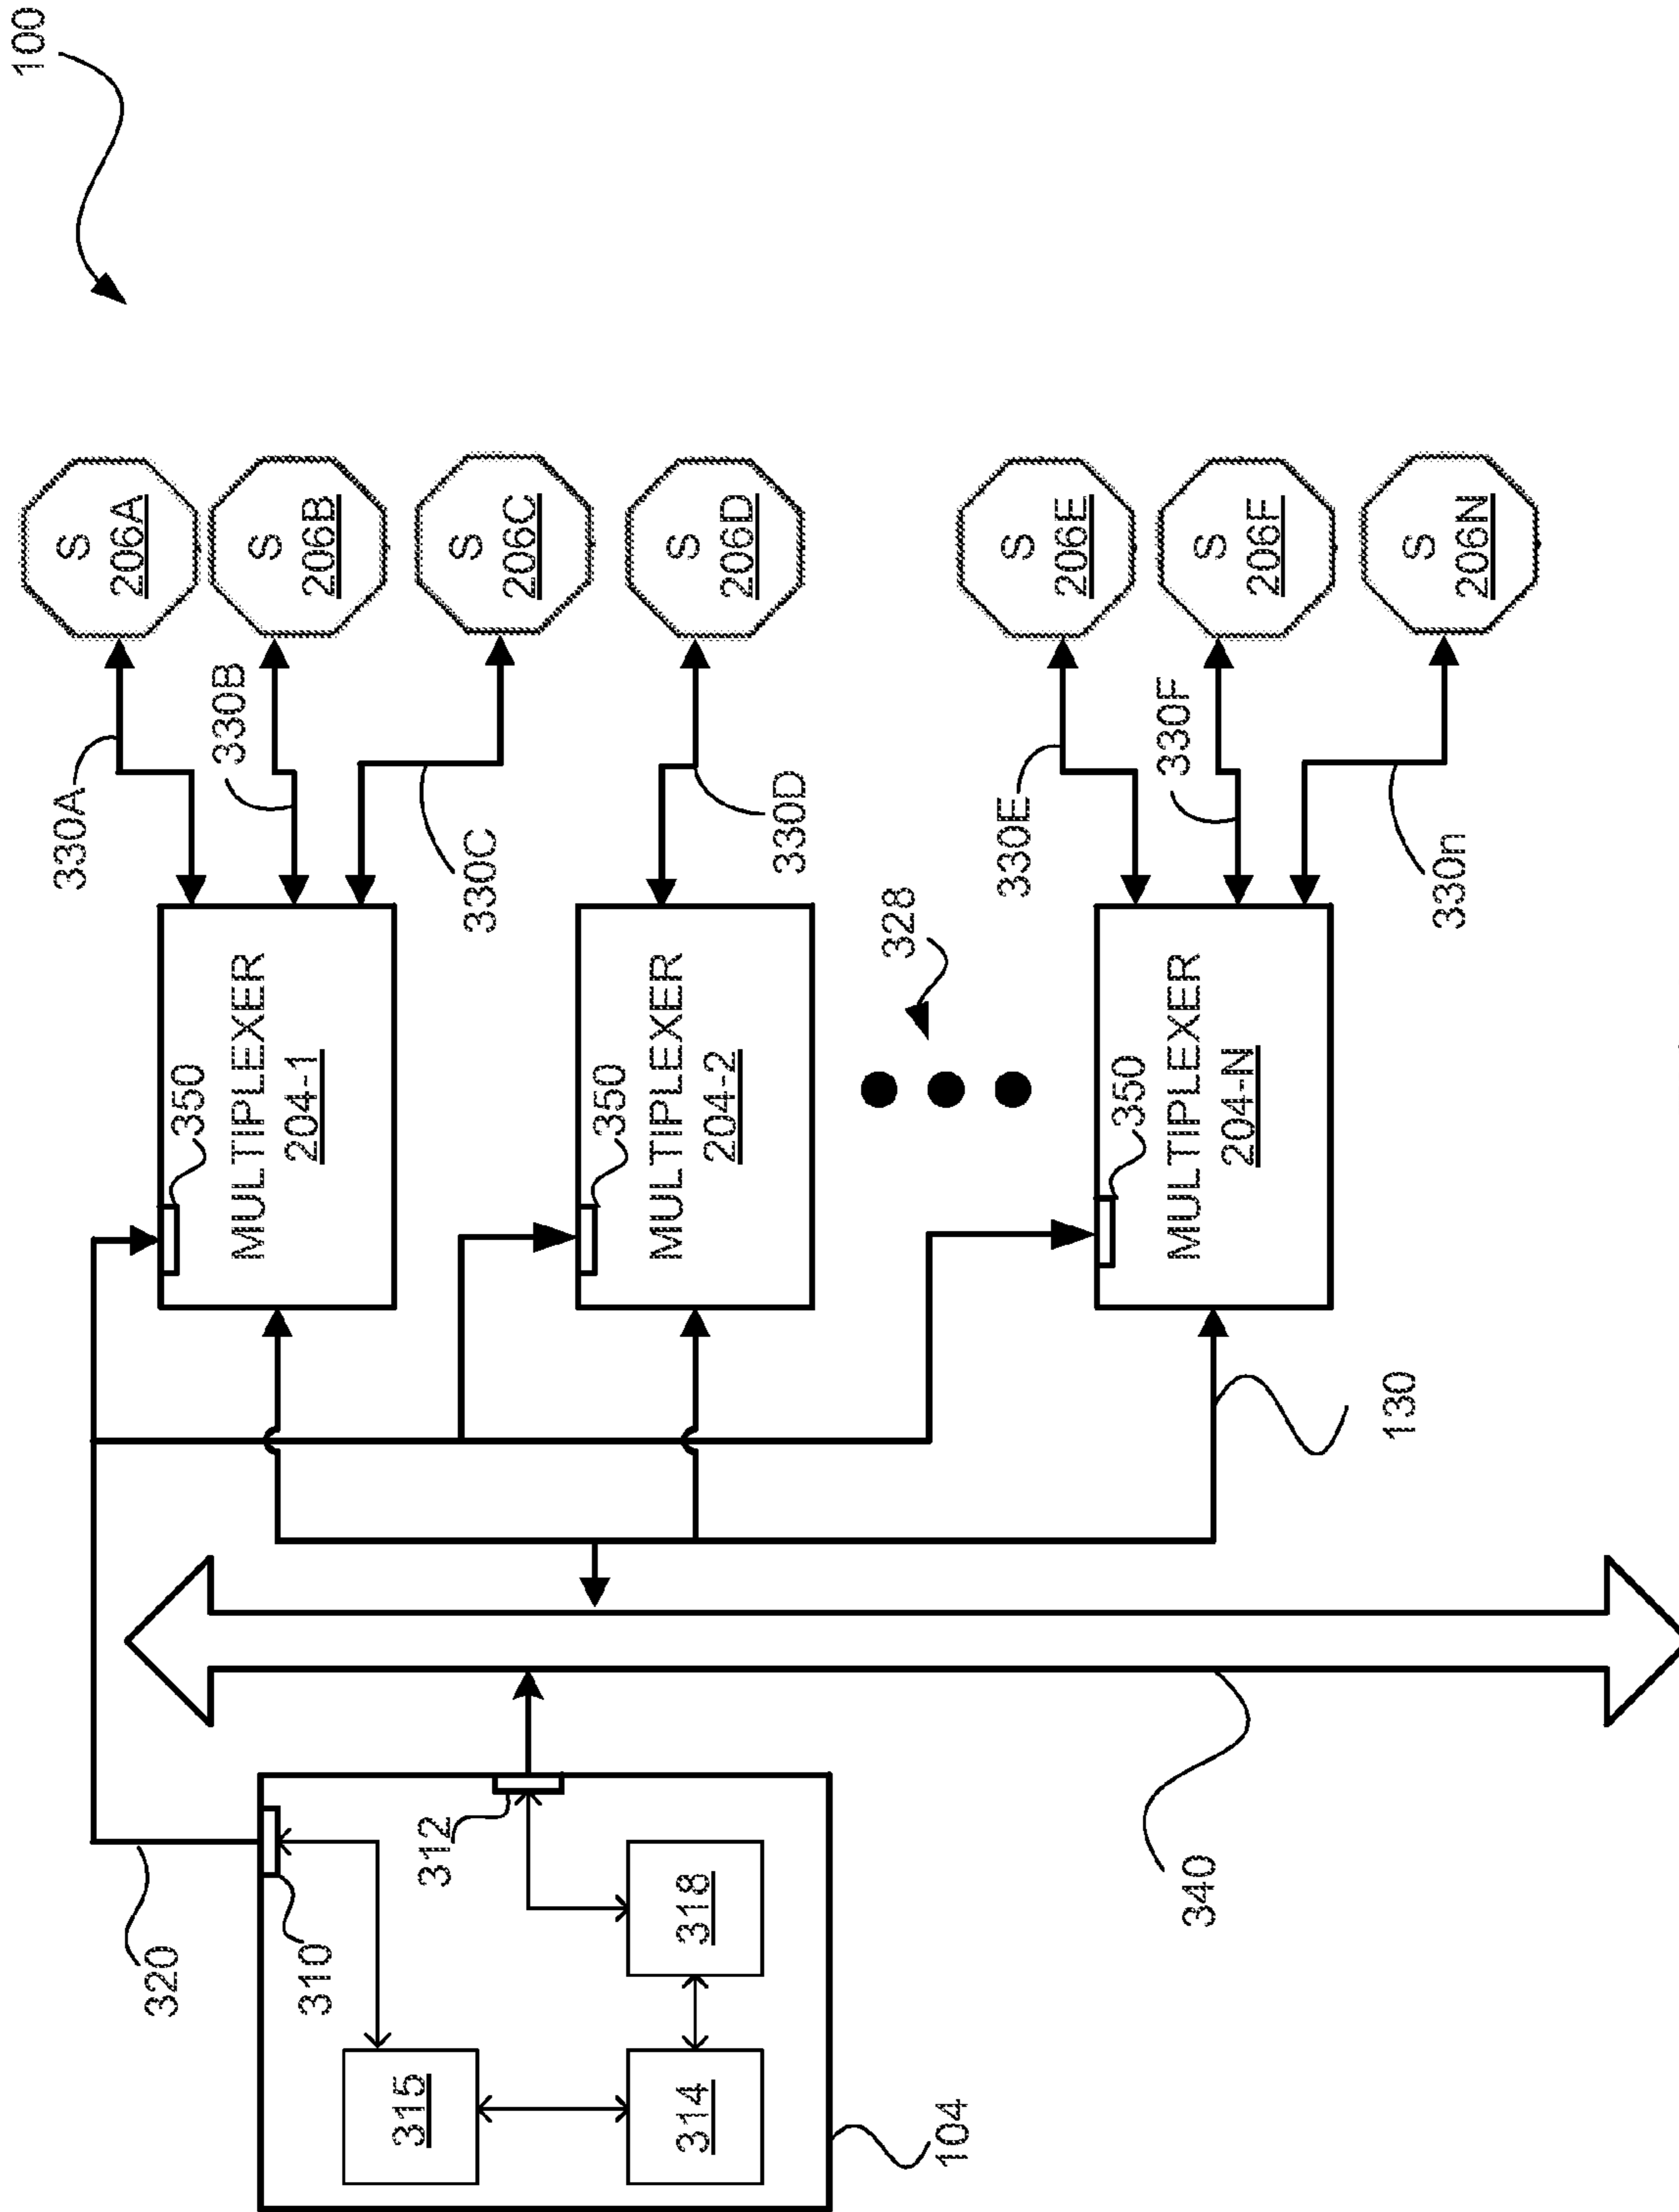 100
S
206A
S
206B
S
206C
S
206D
S
206E
S
206F
S
206N
330A
330B
330C
330D
330E
330F
330n
328
MULTIPLEXER
204-1
350
MULTIPLEXER
204-2
350
MULTIPLEXER
204-N
350
130
340
320
310
312
315
314
318
104